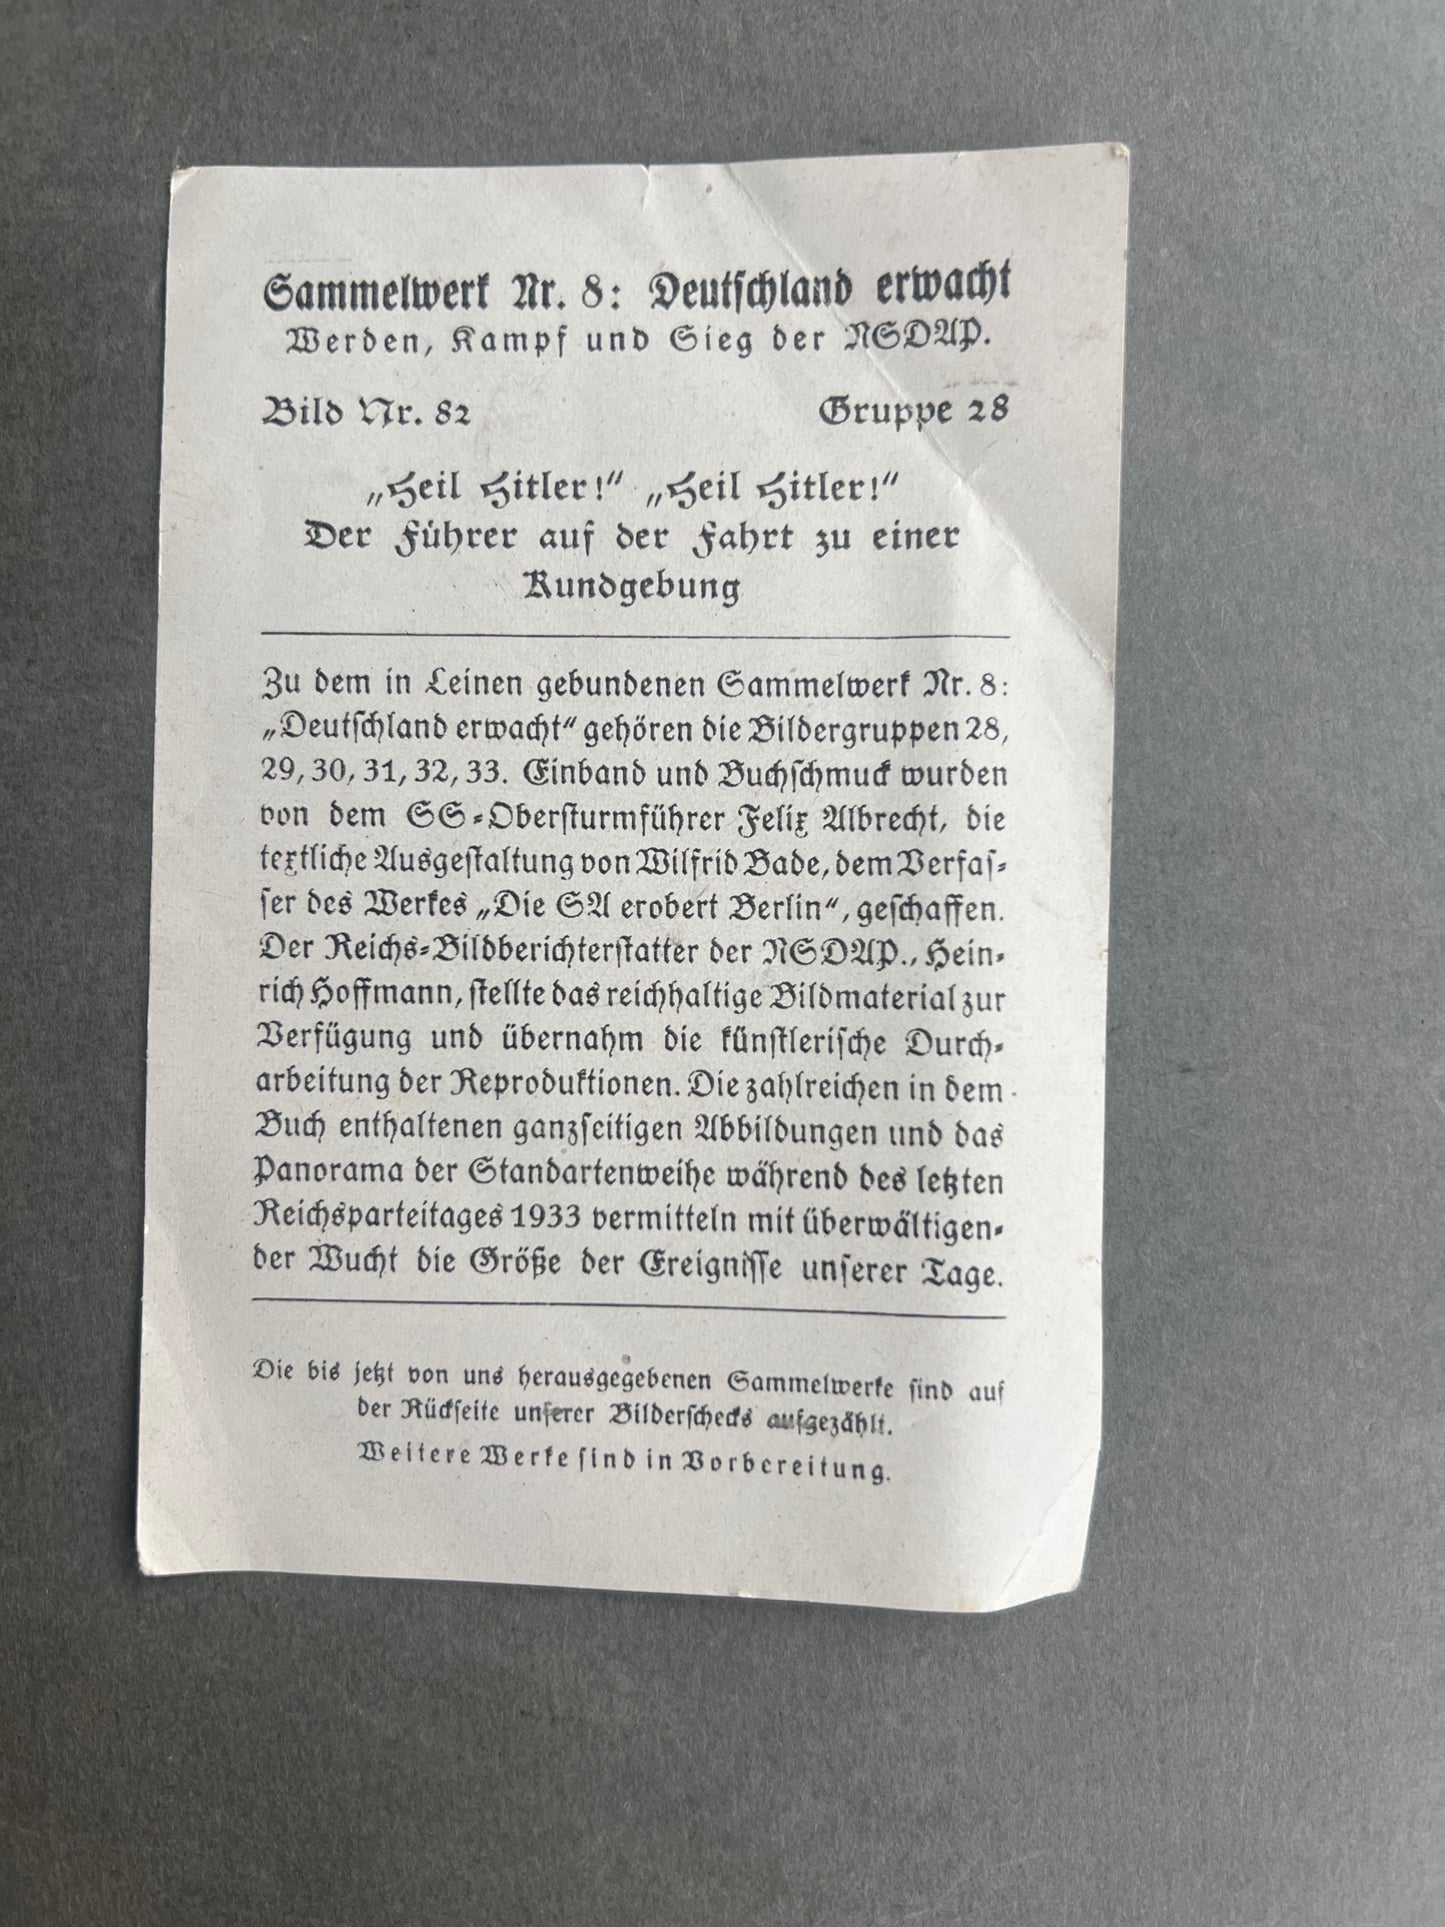 Sammelwerk Nr. 8: Deutschland erwacht
Werden, Kampf und Sieg der NSDAP.
Bild Nr. 82 Gruppe 28
„Heil Hitler!“ „Heil Hitler!“
Der Führer auf der Fahrt zu einer
Kundgebung
Zu dem in Leinen gebundenen Sammelwerk Nr. 8:
„Deutschland erwacht“ gehören die Bildergruppen 28,
29, 30, 31, 32, 33. Einband und Buchschmuck wurden
von dem SS-Obersturmführer Felix Albrecht, die
textliche Ausgestaltung von Wilfrid Bade, dem Verfas-
ser des Werkes „Die SA erobert Berlin“, geschaffen.
Der Reichs-Bildberichterstatter der NSDAP., Hein-
rich Hoffmann, stellte das reichhaltige Bildmaterial zur
Verfügung und übernahm die künstlerische Durch-
arbeitung der Reproduktionen. Die zahlreichen in dem
Buch enthaltenen ganzseitigen Abbildungen und das
Panorama der Standartenweihe während des letzten
Reichsparteitages 1933 vermitteln mit überwältigen-
der Wucht die Größe der Ereignisse unserer Tage.
Die bis jetzt von uns herausgegebenen Sammelwerke sind auf
der Rückseite unserer Bilderschecks aufgezählt.
Weitere Werke sind in Vorbereitung.